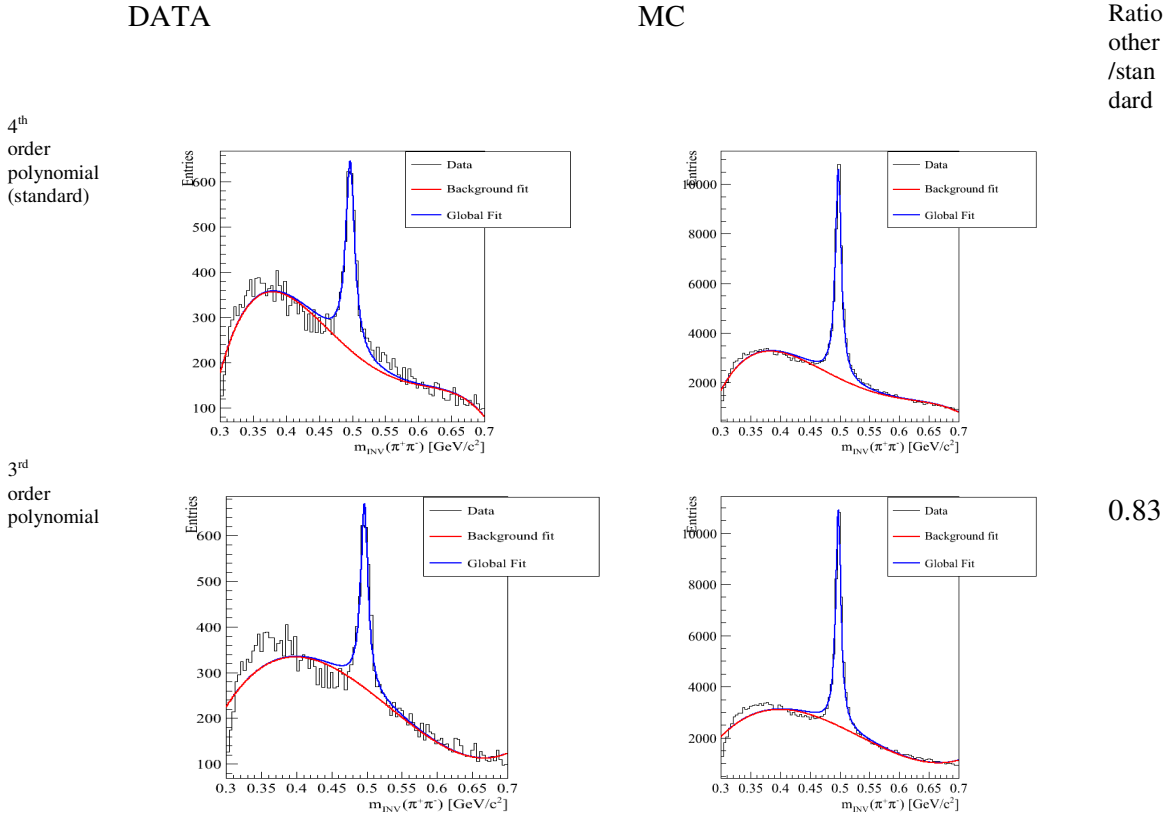 DATA
MC
Ratio
other
/stan
dard
4th
order
polynomial
(standard)
Entries
600
500
400
300
200
100
Data
Background fit
Global Fit
0.3 0.35 0.4 0.45 0.5 0.55 0.6 0.65 0.7
mINV(π+π-) [GeV/c2]
Entries
10000
8000
6000
4000
2000
Data
Background fit
Global Fit
0.3 0.35 0.4 0.45 0.5 0.55 0.6 0.65 0.7
mINV(π+π-) [GeV/c2]
3rd
order
polynomial
Entries
600
500
400
300
200
100
Data
Background fit
Global Fit
0.3 0.35 0.4 0.45 0.5 0.55 0.6 0.65 0.7
mINV(π+π-) [GeV/c2]
Entries
10000
8000
6000
4000
2000
Data
Background fit
Global Fit
0.3 0.35 0.4 0.45 0.5 0.55 0.6 0.65 0.7
mINV(π+π-) [GeV/c2]
0.83